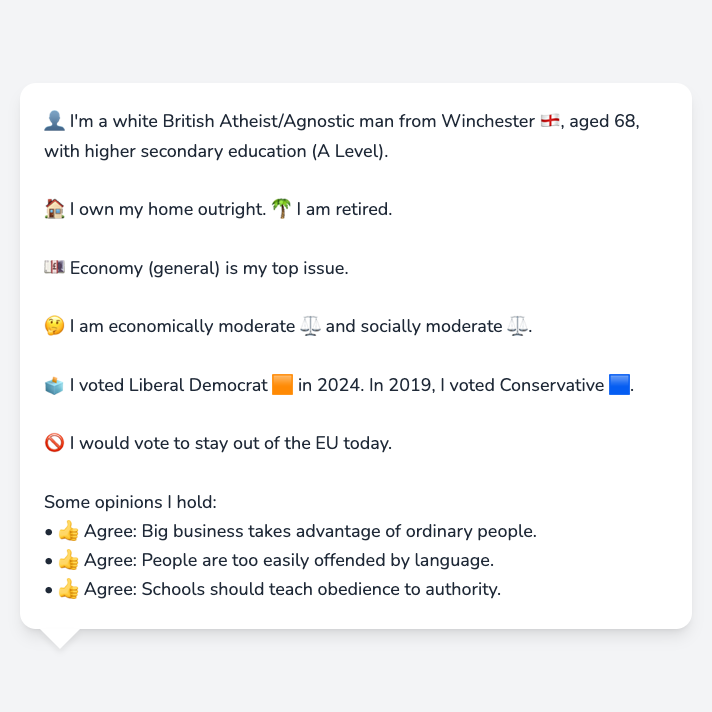 👤 I'm a white British Atheist/Agnostic man from Winchester 🏴󠁧󠁢󠁥󠁮󠁧󠁿, aged 68,
with higher secondary education (A Level).
🏠 I own my home outright. 🌴 I am retired.
💷 Economy (general) is my top issue.
🤔 I am economically moderate ⚖️ and socially moderate ⚖️.
🗳️ I voted Liberal Democrat 🟧 in 2024. In 2019, I voted Conservative 🟦.
🚫 I would vote to stay out of the EU today.
Some opinions I hold:
• 👍 Agree: Big business takes advantage of ordinary people.
• 👍 Agree: People are too easily offended by language.
• 👍 Agree: Schools should teach obedience to authority.